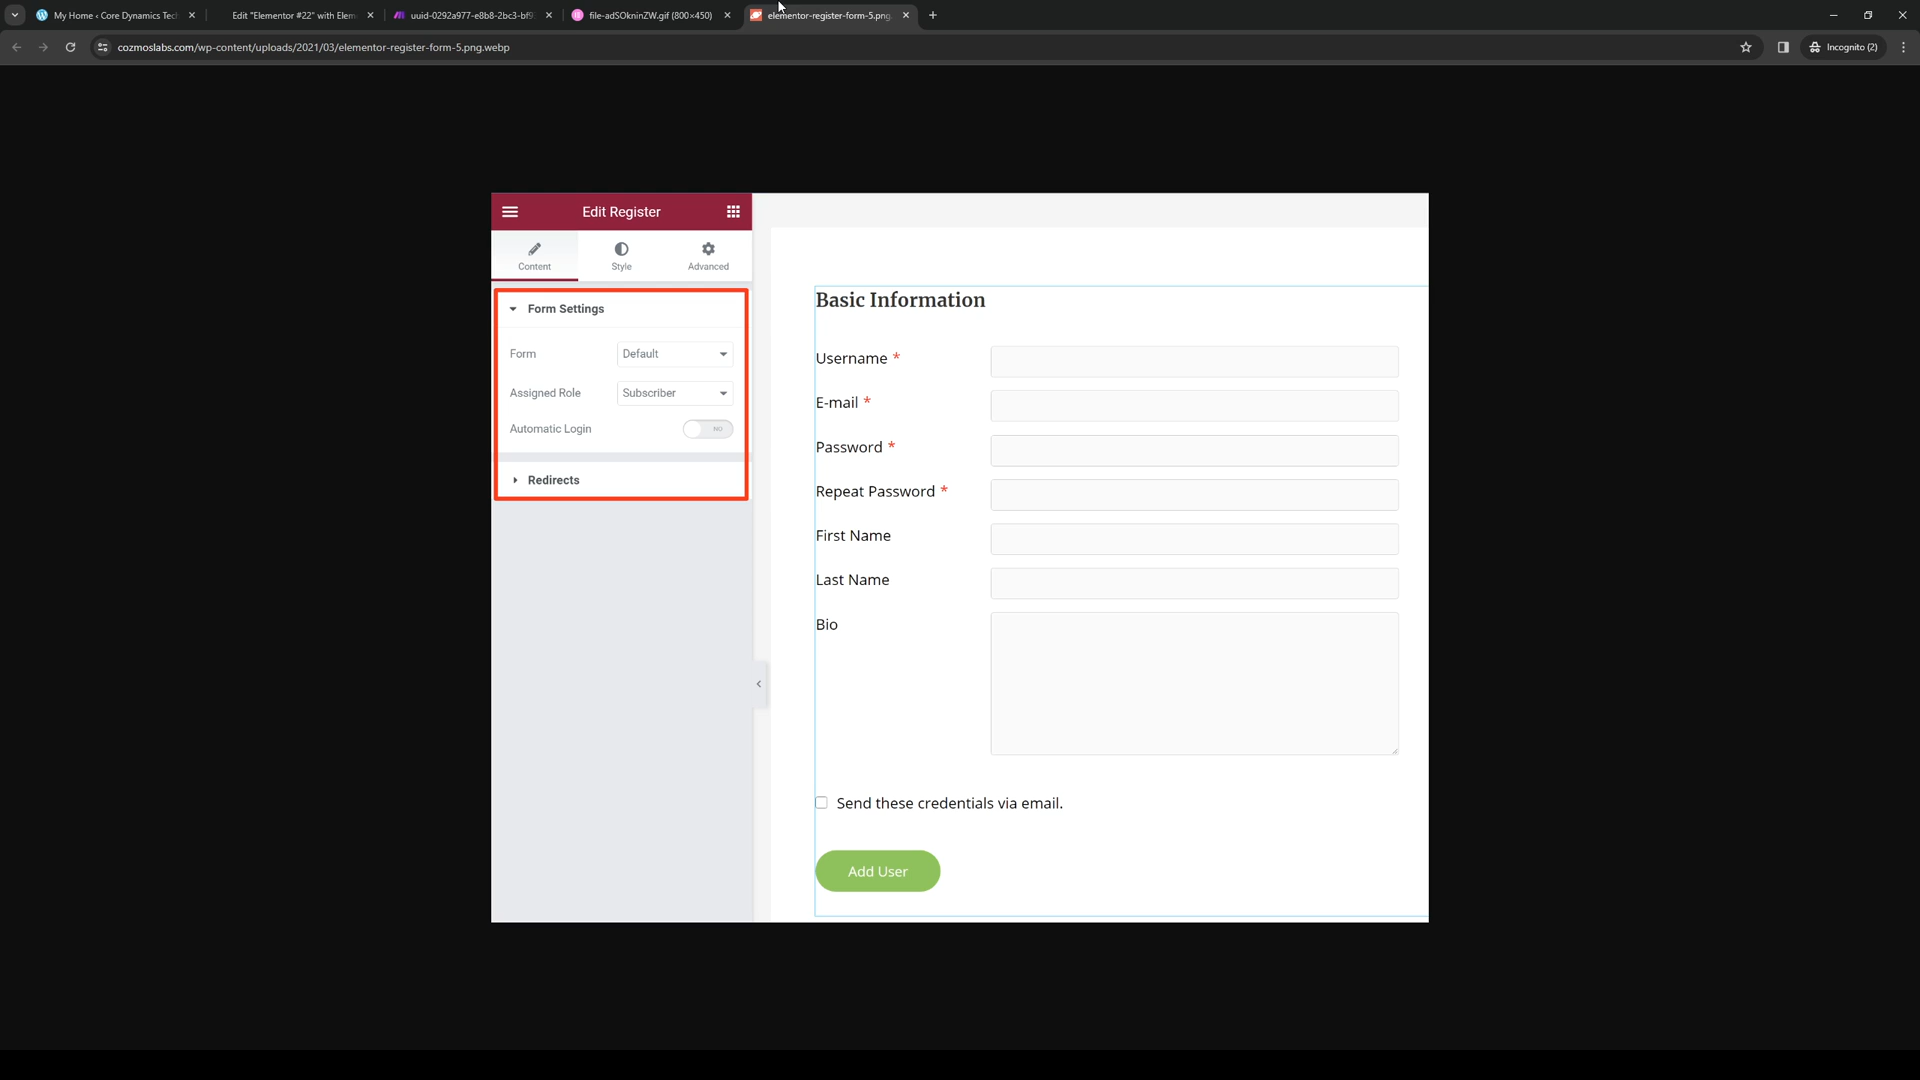 My Home ‹ Core Dynamics Tec
Edit "Elementor #22" with Elem
uuid-0292a977-e8b8-2bc3-bf9
file-adSOkninZW.gif (800×450)
elementor-register-form-5.png
cozmoslabs.com/wp-content/uploads/2021/03/elementor-register-form-5.png.webp
Incognito (2)
Edit Register
Content
Style
Advanced
Form Settings
Form
Default
Assigned Role
Subscriber
Automatic Login
NO
Redirects
Basic Information
Username *
E-mail *
Password *
Repeat Password *
First Name
Last Name
Bio
Send these credentials via email.
Add User